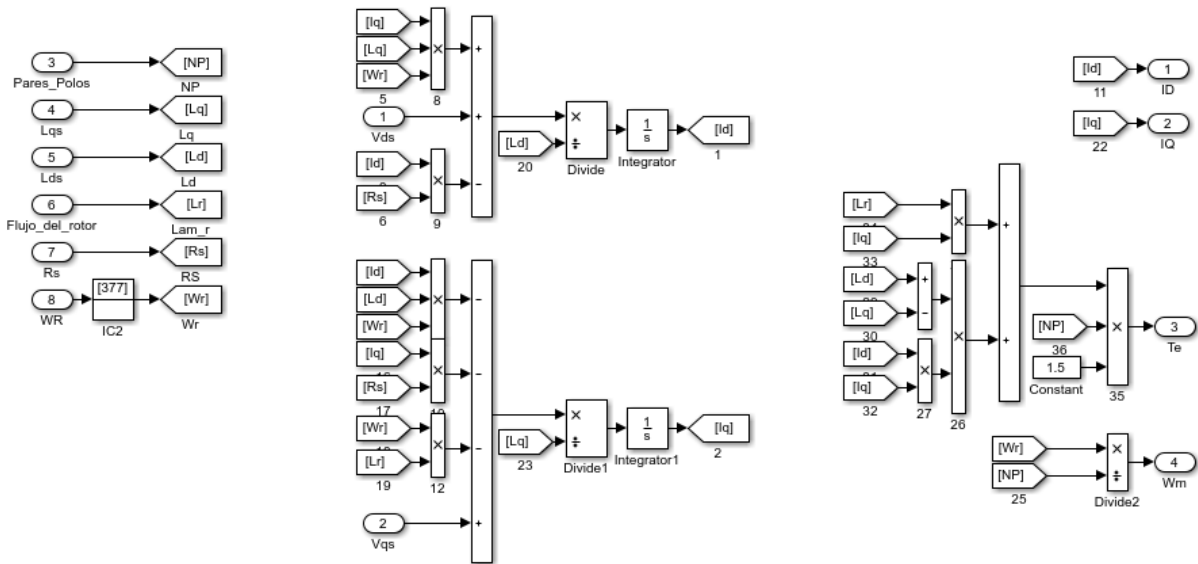 3
Pares_Polos
[NP]
NP
4
Lqs
[Lq]
Lq
5
Lds
[Ld]
Ld
6
Flujo_del_rotor
[Lr]
Lam_r
7
Rs
[Rs]
RS
8
WR
[377]
IC2
[Wr]
Wr
[Iq]
[Lq]
[Wr]
5
×
8
+
1
Vds
+
[Id]
[Rs]
6
×
9
−
[Ld]
20
×
÷
Divide
1
s
Integrator
[Id]
1
[Id]
[Ld]
[Wr]
×
−
[Iq]
[Rs]
17
×
−
[Wr]
[Lr]
19
×
12
−
2
Vqs
+
[Lq]
23
×
÷
Divide1
1
s
Integrator1
[Iq]
2
[Id]
11
1
ID
[Iq]
22
2
IQ
[Lr]
[Iq]
33
×
+
[Ld]
[Lq]
30
+
−
[Id]
[Iq]
32
×
27
×
26
+
[NP]
36
1.5
Constant
×
35
3
Te
[Wr]
[NP]
25
×
÷
Divide2
4
Wm